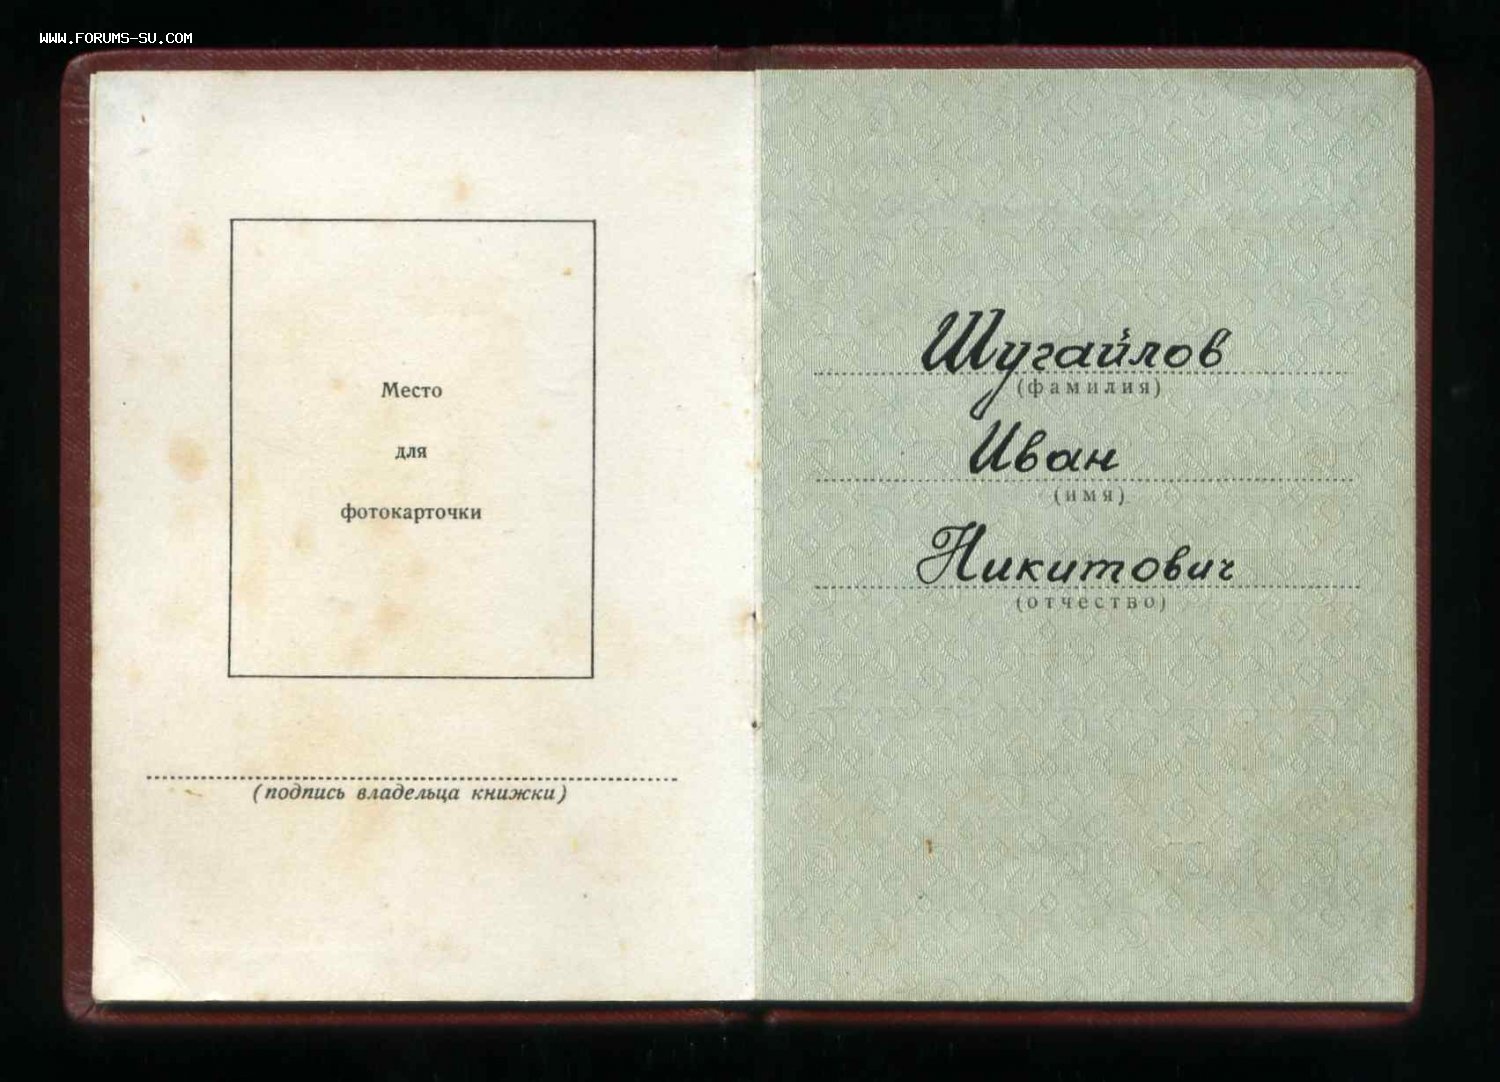 WWW.FORUMS-SU.COM
Место
для
фотокарточки
(подпись владельца книжки)
Шугайлов
(фамилия)
Иван
(имя)
Никитович
(отчество)